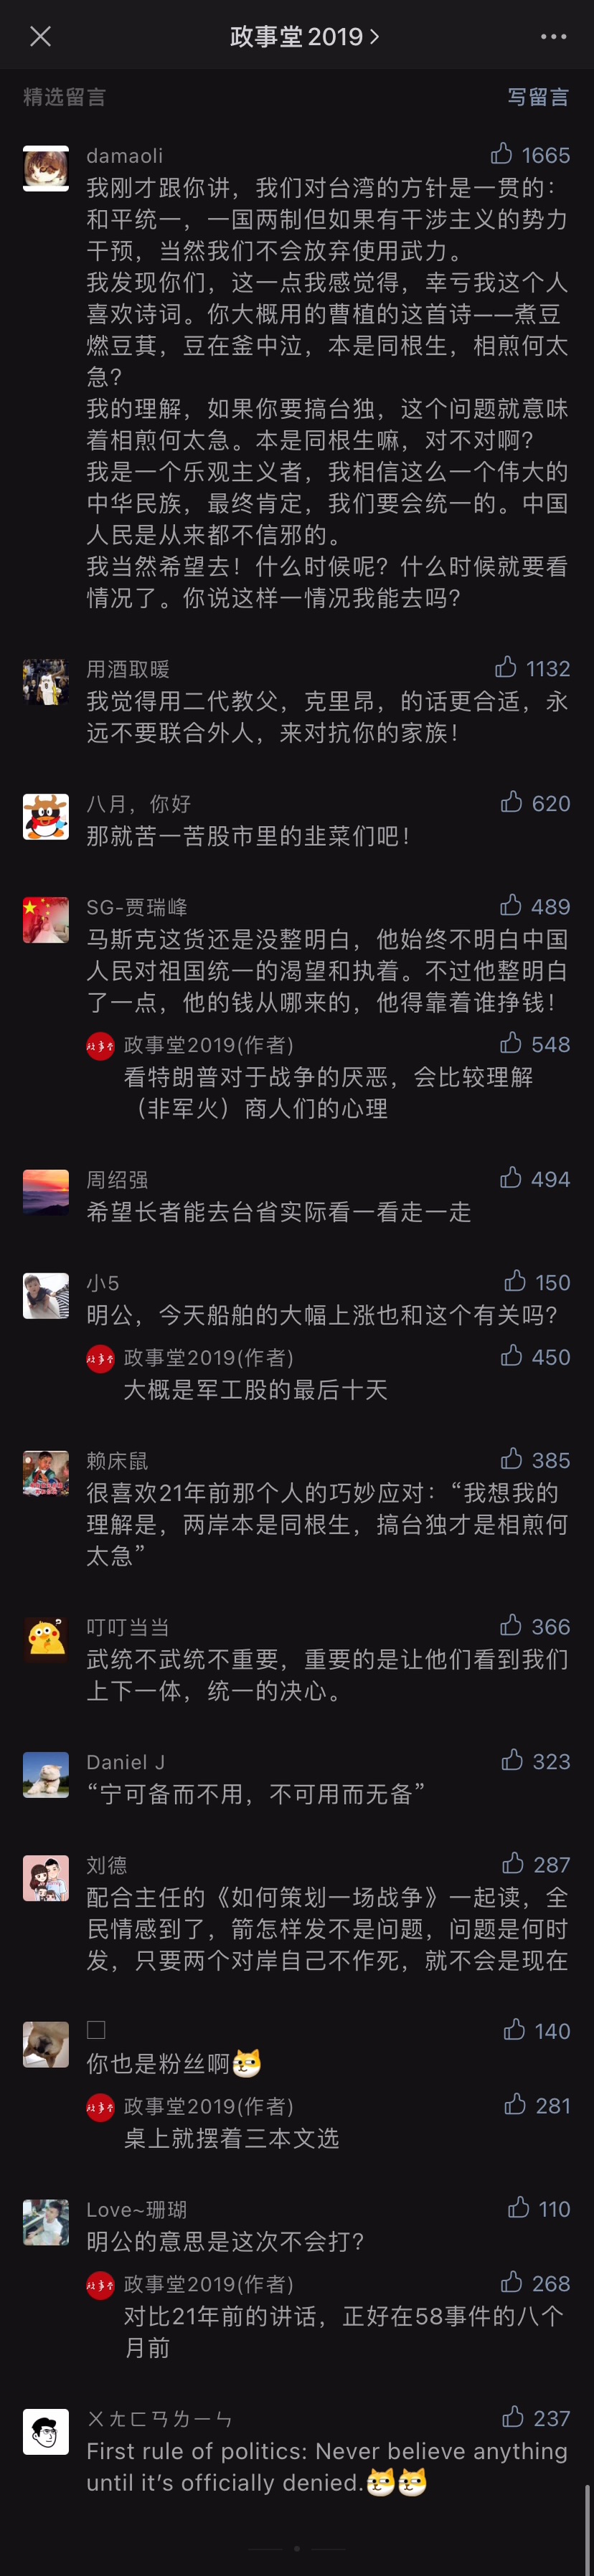 政事堂2019
精选留言
写留言
damaoli
1665
我刚才跟你讲，我们对台湾的方针是一贯的：
和平统一，一国两制但如果有干涉主义的势力
干预，当然我们不会放弃使用武力。
我发现你们，这一点我感觉得，幸亏我这个人
喜欢诗词。你大概用的曹植的这首诗——煮豆
燃豆萁，豆在釜中泣，本是同根生，相煎何太
急？
我的理解，如果你要搞台独，这个问题就意味
着相煎何太急。本是同根生嘛，对不对啊？
我是一个乐观主义者，我相信这么一个伟大的
中华民族，最终肯定，我们要会统一的。中国
人民是从来都不信邪的。
我当然希望去！什么时候呢？什么时候就要看
情况了。你说这样一情况我能去吗？
用酒取暖
1132
我觉得用二代教父，克里昂，的话更合适，永
远不要联合外人，来对抗你的家族！
八月，你好
620
那就苦一苦股市里的韭菜们吧！
SG-贾瑞峰
489
马斯克这货还是没整明白，他始终不明白中国
人民对祖国统一的渴望和执着。不过他整明白
了一点，他的钱从哪来的，他得靠着谁挣钱！
政事堂2019(作者)
548
看特朗普对于战争的厌恶，会比较理解
（非军火）商人们的心理
周绍强
494
希望长者能去台省实际看一看走一走
小5
150
明公，今天船舶的大幅上涨也和这个有关吗？
政事堂2019(作者)
450
大概是军工股的最后十天
赖床鼠
385
很喜欢21年前那个人的巧妙应对：“我想我的
理解是，两岸本是同根生，搞台独才是相煎何
太急”
叮叮当当
366
武统不武统不重要，重要的是让他们看到我们
上下一体，统一的决心。
Daniel J
323
“宁可备而不用，不可用而无备”
刘德
287
配合主任的《如何策划一场战争》一起读，全
民情感到了，箭怎样发不是问题，问题是何时
发，只要两个对岸自己不作死，就不会是现在
140
你也是粉丝啊
政事堂2019(作者)
281
桌上就摆着三本文选
Love~珊瑚
110
明公的意思是这次不会打？
政事堂2019(作者)
268
对比21年前的讲话，正好在58事件的八个
月前
ㄨㄤㄈㄢㄌㄧㄣ
237
First rule of politics: Never believe anything
until it’s officially denied.